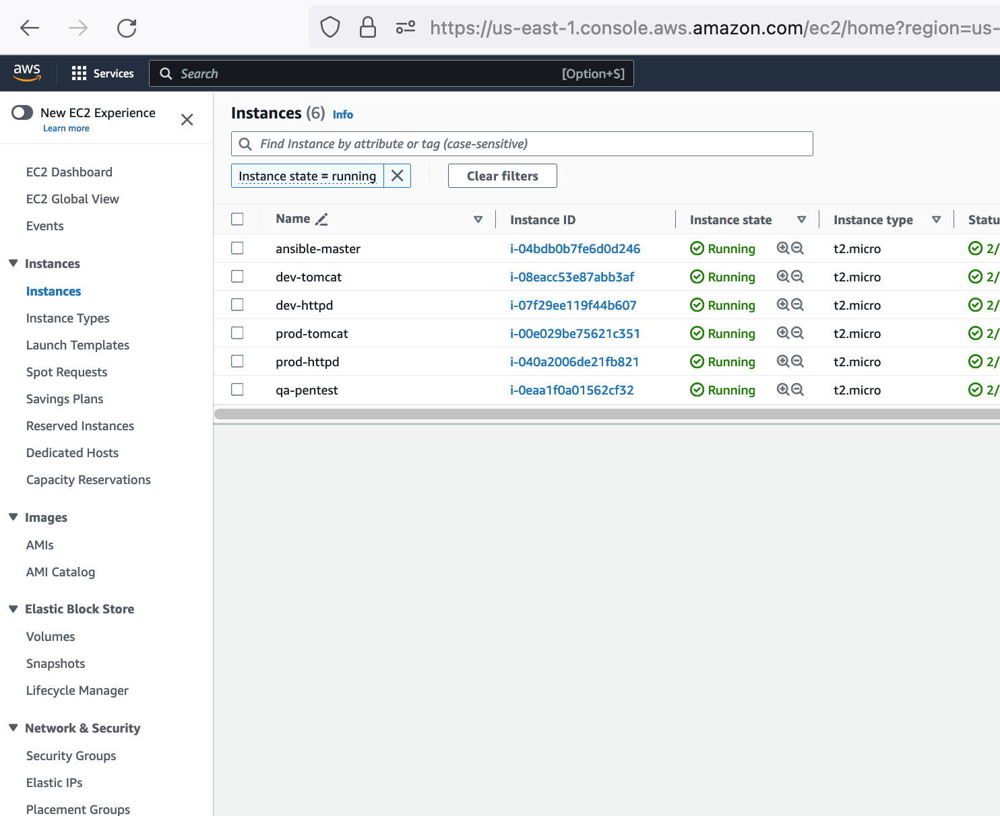 https://us-east-1.console.aws.amazon.com/ec2/home?region=us-
aws
Services
Search
[Option+S]
New EC2 Experience
Learn more
EC2 Dashboard
EC2 Global View
Events
Instances
Instances
Instance Types
Launch Templates
Spot Requests
Savings Plans
Reserved Instances
Dedicated Hosts
Capacity Reservations
Images
AMIs
AMI Catalog
Elastic Block Store
Volumes
Snapshots
Lifecycle Manager
Network & Security
Security Groups
Elastic IPs
Placement Groups
Instances (6) Info
Find Instance by attribute or tag (case-sensitive)
Instance state = running
Clear filters
Name Instance ID Instance state Instance type Statu
ansible-master i-04bdb0b7fe6d0d246 Running t2.micro 2/
dev-tomcat i-08eacc53e87abb3af Running t2.micro 2/
dev-httpd i-07f29ee119f44b607 Running t2.micro 2/
prod-tomcat i-00e029be75621c351 Running t2.micro 2/
prod-httpd i-040a2006de21fb821 Running t2.micro 2/
qa-pentest i-0eaa1f0a01562cf32 Running t2.micro 2/